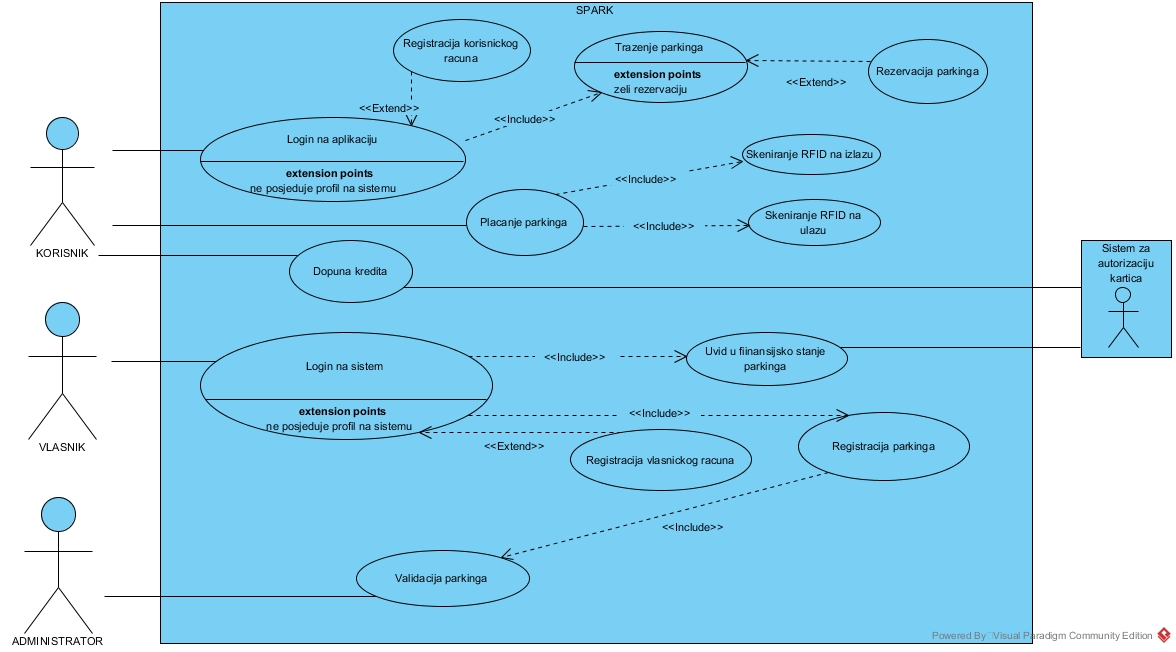 SPARK
Registracija korisnickog
racuna
Trazenje parkinga
extension points
zeli rezervaciju
Rezervacija parkinga
<<Extend>>
<<Extend>>
<<Include>>
Login na aplikaciju
extension points
ne posjeduje profil na sistemu
Skeniranje RFID na izlazu
<<Include>>
Placanje parkinga
<<Include>>
Skeniranje RFID na
ulazu
KORISNIK
Dopuna kredita
Sistem za
autorizaciju
kartica
Login na sistem
extension points
ne posjeduje profil na sistemu
<<Include>>
Uvid u fiinansijsko stanje
parkinga
<<Include>>
<<Extend>>
Registracija vlasnickog racuna
Registracija parkinga
VLASNIK
<<Include>>
Validacija parkinga
ADMINISTRATOR
Powered By Visual Paradigm Community Edition